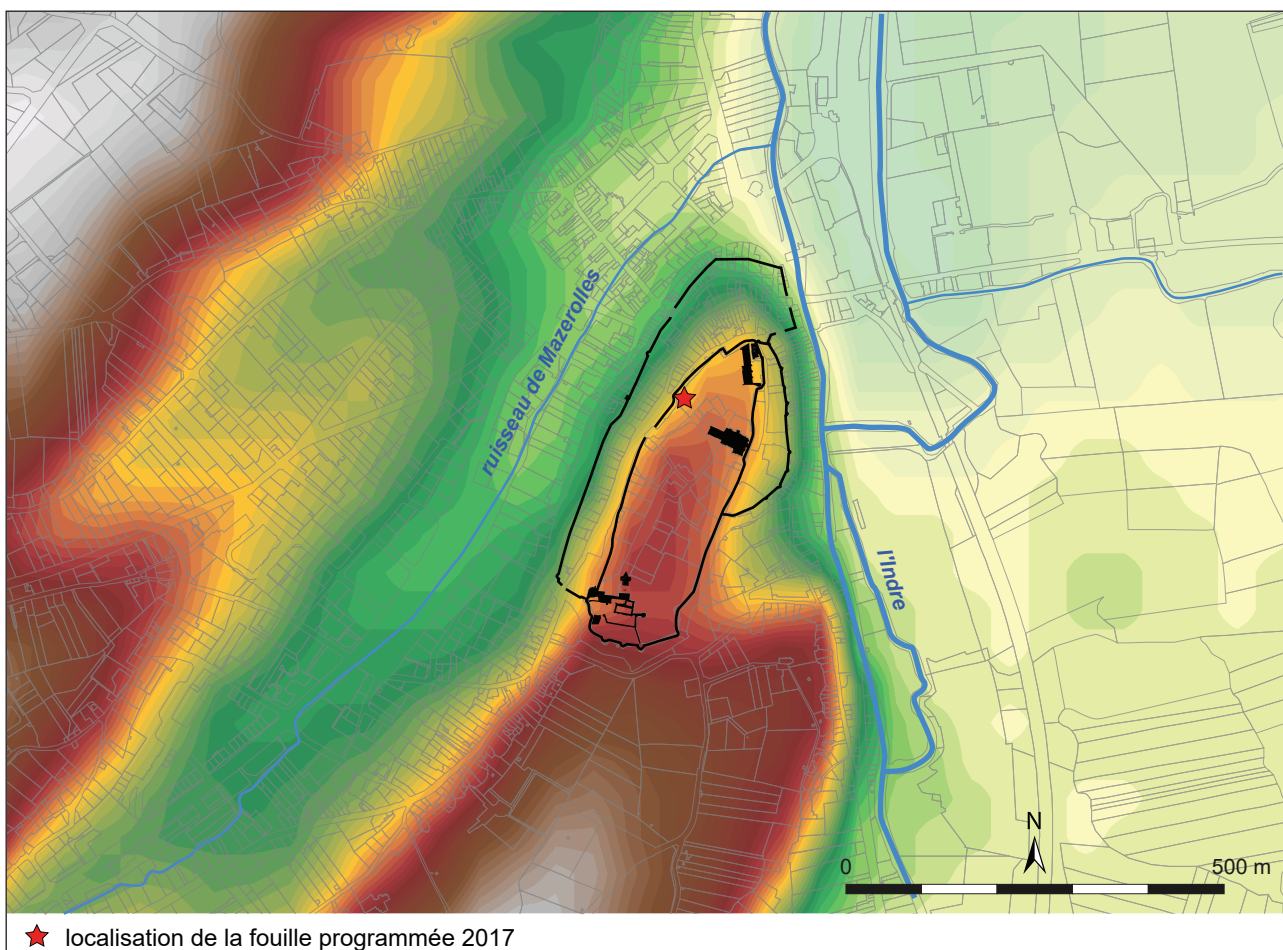 ruisseau de Mazerolles
l'Indre
N
0 500 m
localisation de la fouille programmée 2017